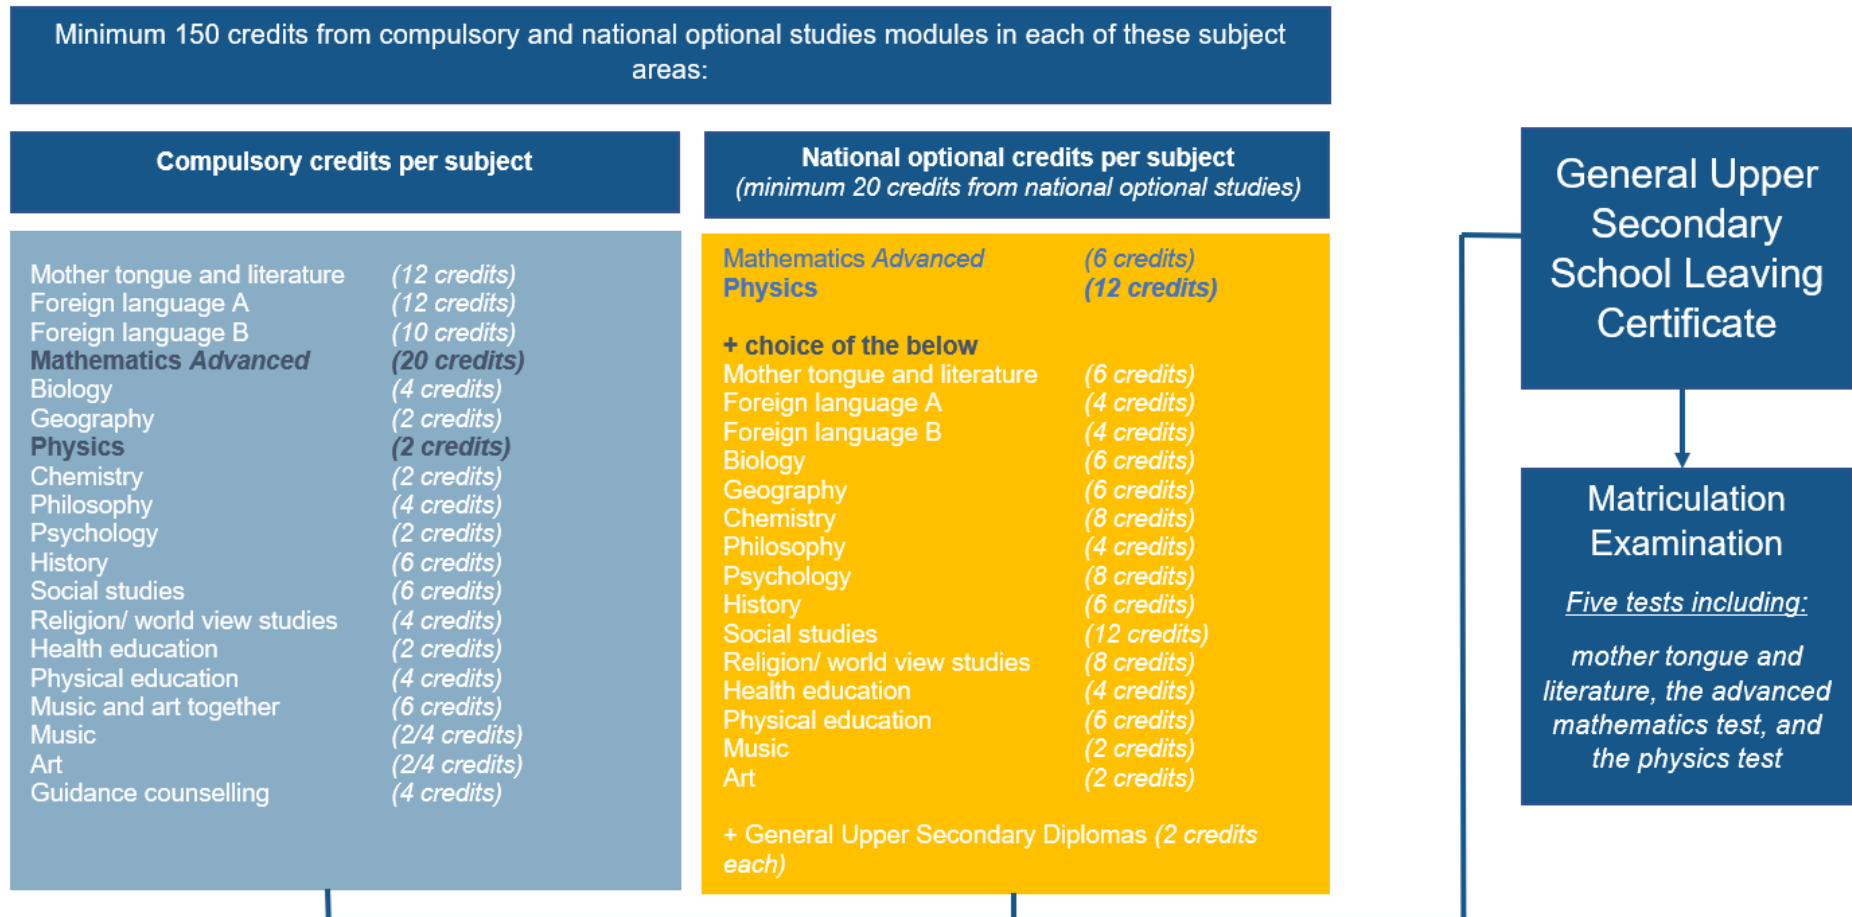 Minimum 150 credits from compulsory and national optional studies modules in each of these subject
areas:
Compulsory credits per subject
Mother tongue and literature (12 credits)
Foreign language A (12 credits)
Foreign language B (10 credits)
Mathematics Advanced (20 credits)
Biology (4 credits)
Geography (2 credits)
Physics (2 credits)
Chemistry (2 credits)
Philosophy (4 credits)
Psychology (2 credits)
History (6 credits)
Social studies (6 credits)
Religion/ world view studies (4 credits)
Health education (2 credits)
Physical education (4 credits)
Music and art together (6 credits)
Music (2/4 credits)
Art (2/4 credits)
Guidance counselling (4 credits)
National optional credits per subject
(minimum 20 credits from national optional studies)
Mathematics Advanced (6 credits)
Physics (12 credits)
+ choice of the below
Mother tongue and literature (6 credits)
Foreign language A (4 credits)
Foreign language B (4 credits)
Biology (6 credits)
Geography (6 credits)
Chemistry (8 credits)
Philosophy (4 credits)
Psychology (8 credits)
History (6 credits)
Social studies (12 credits)
Religion/ world view studies (8 credits)
Health education (4 credits)
Physical education (6 credits)
Music (2 credits)
Art (2 credits)
+ General Upper Secondary Diplomas (2 credits
each)
General Upper
Secondary
School Leaving
Certificate
Matriculation
Examination
Five tests including:
mother tongue and
literature, the advanced
mathematics test, and
the physics test